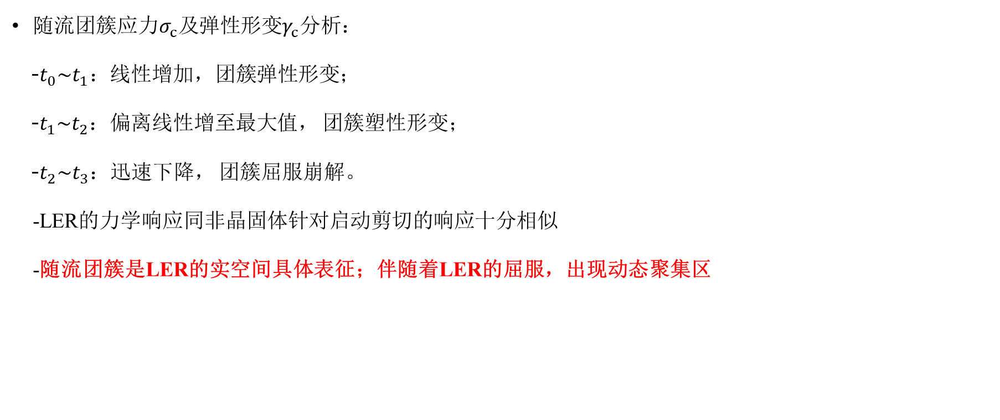 • 随流团簇应力σc及弹性形变γc分析：
-t0~t1：线性增加，团簇弹性形变；
-t1~t2：偏离线性增至最大值， 团簇塑性形变；
-t2~t3：迅速下降， 团簇屈服崩解。
-LER的力学响应同非晶固体针对启动剪切的响应十分相似
-随流团簇是LER的实空间具体表征；伴随着LER的屈服，出现动态聚集区